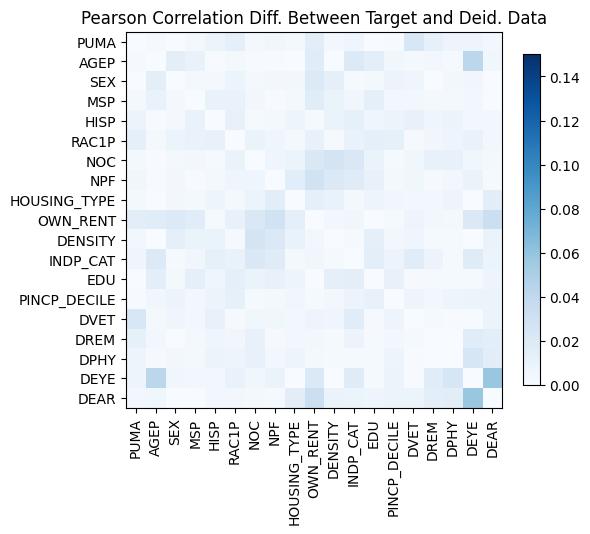 Pearson Correlation Diff. Between Target and Deid. Data
PUMA
AGEP
SEX
MSP
HISP
RAC1P
NOC
NPF
HOUSING_TYPE
OWN_RENT
DENSITY
INDP_CAT
EDU
PINCP_DECILE
DVET
DREM
DPHY
DEYE
DEAR
PUMA
AGEP
SEX
MSP
HISP
RAC1P
NOC
NPF
HOUSING_TYPE
OWN_RENT
DENSITY
INDP_CAT
EDU
PINCP_DECILE
DVET
DREM
DPHY
DEYE
DEAR
0.14
0.12
0.10
0.08
0.06
0.04
0.02
0.00